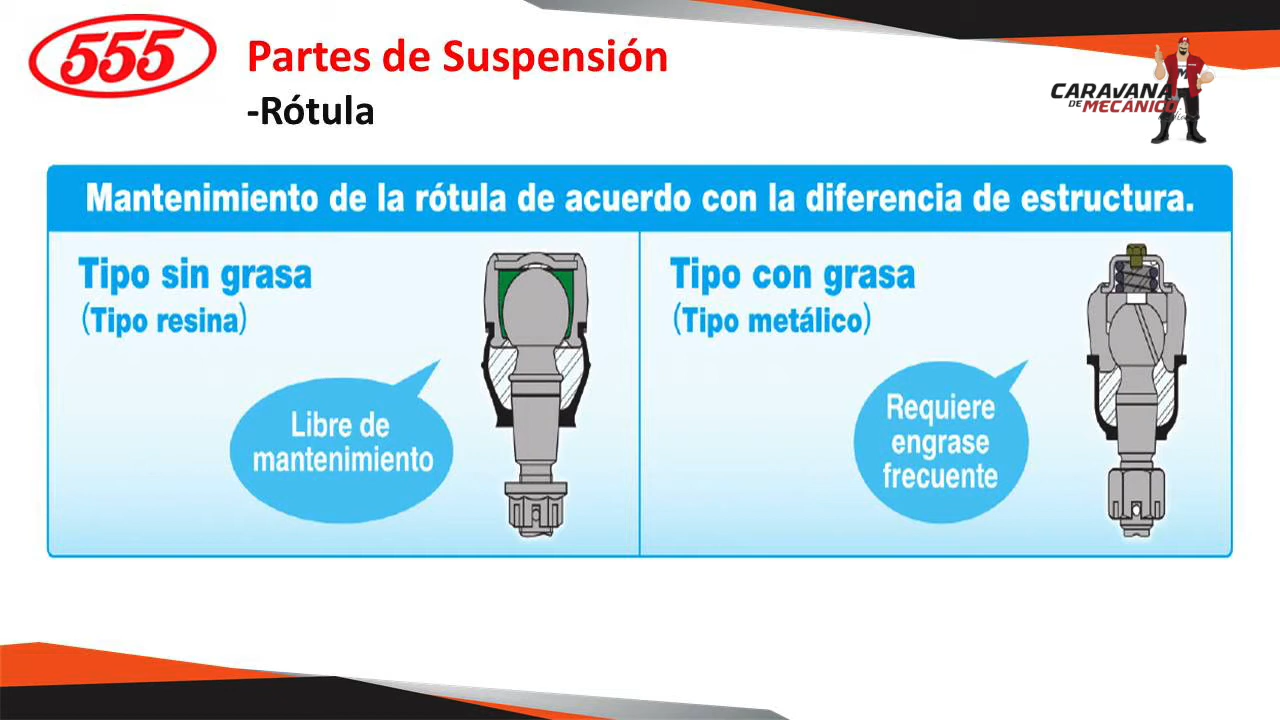 555
Partes de Suspensión
-Rótula
CARAVANA
DE MECÁNICO
Mantenimiento de la rótula de acuerdo con la diferencia de estructura.
Tipo sin grasa
(Tipo resina)
Libre de
mantenimiento
Tipo con grasa
(Tipo metálico)
Requiere
engrase
frecuente